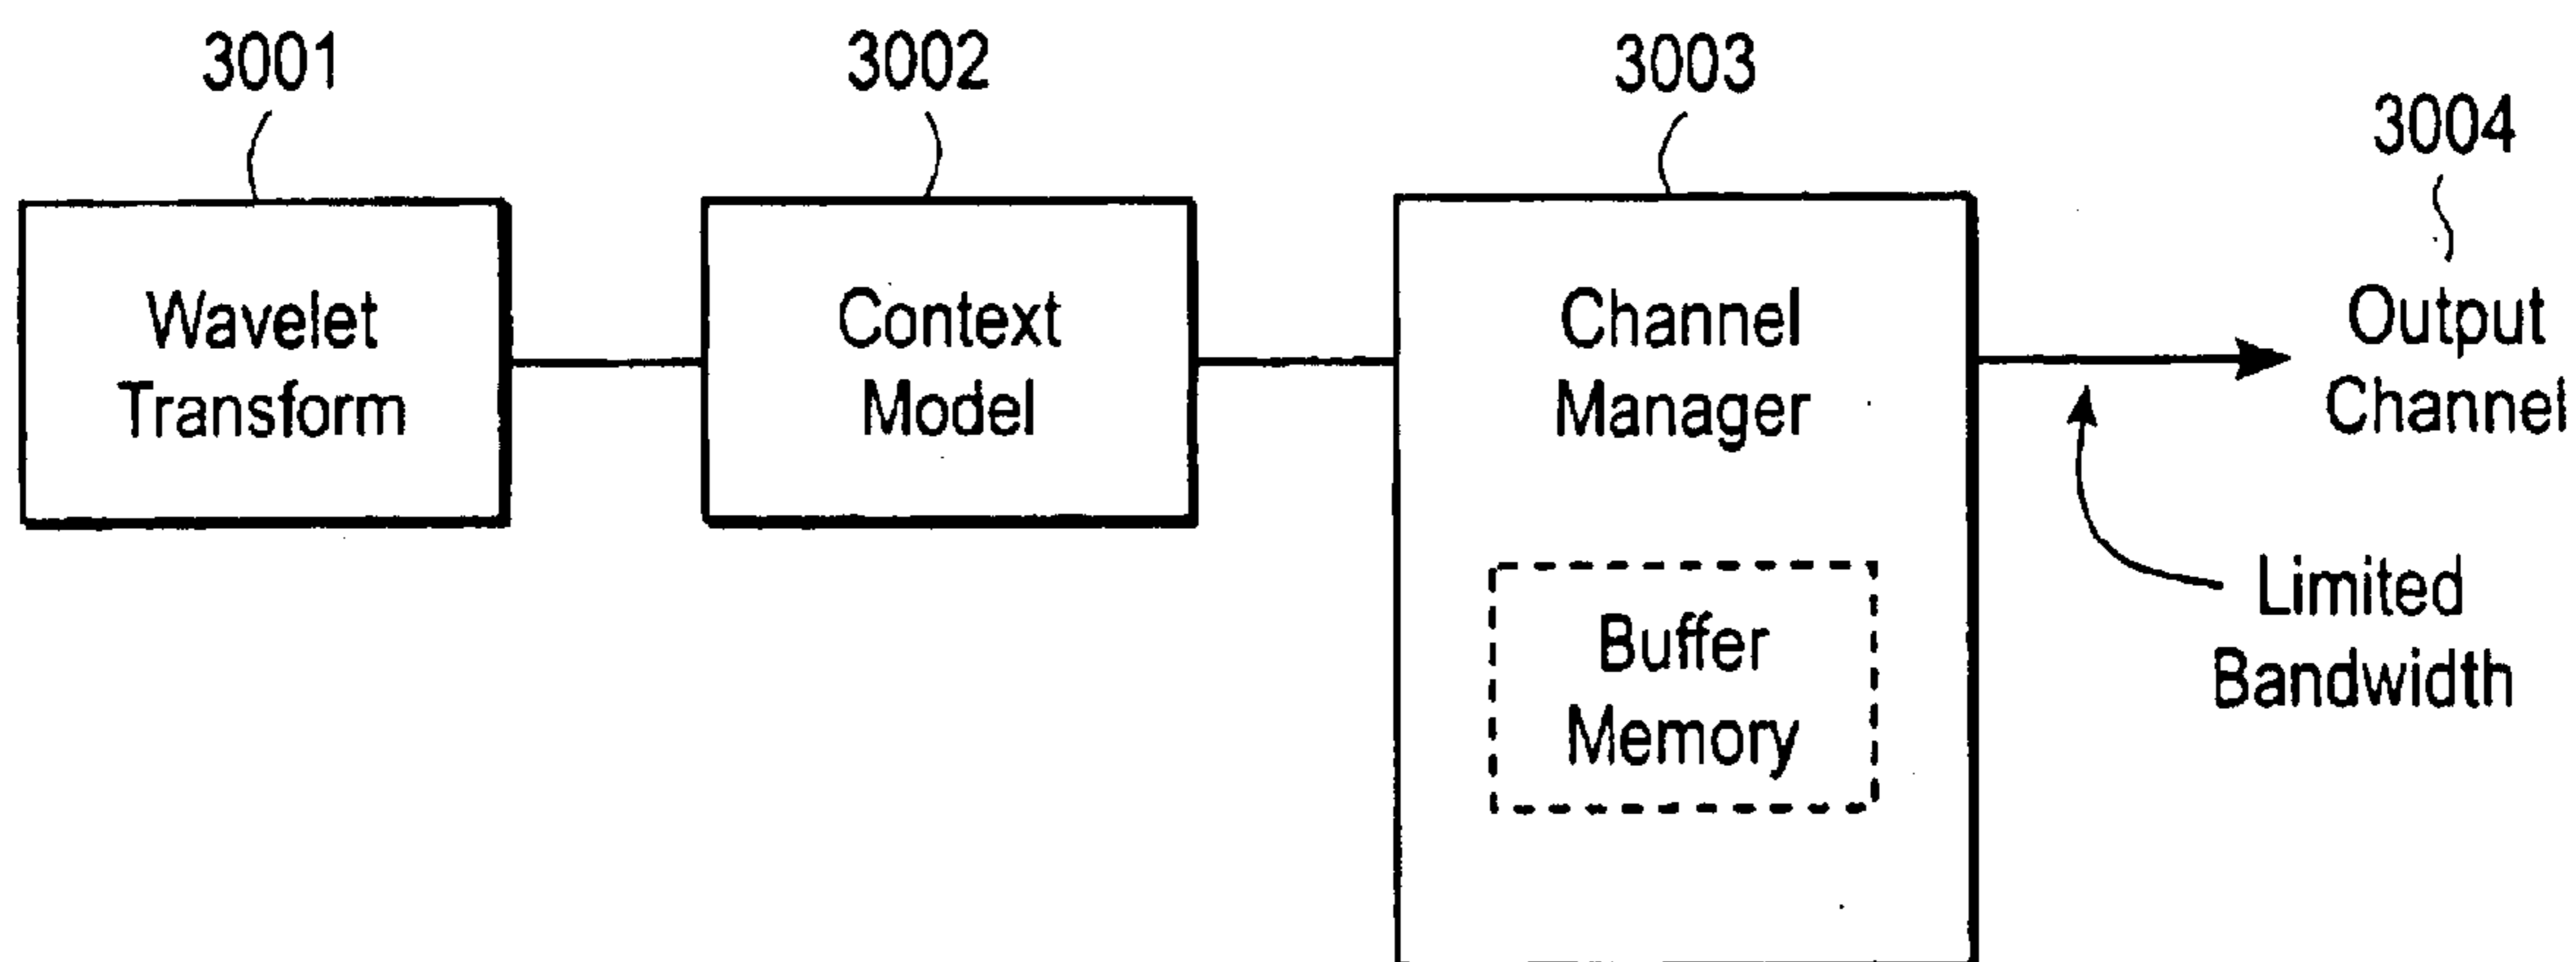 3001
3002
3003
3004
Wavelet
Transform
Context
Model
Channel
Manager
Buffer
Memory
Output
Channel
Limited
Bandwidth